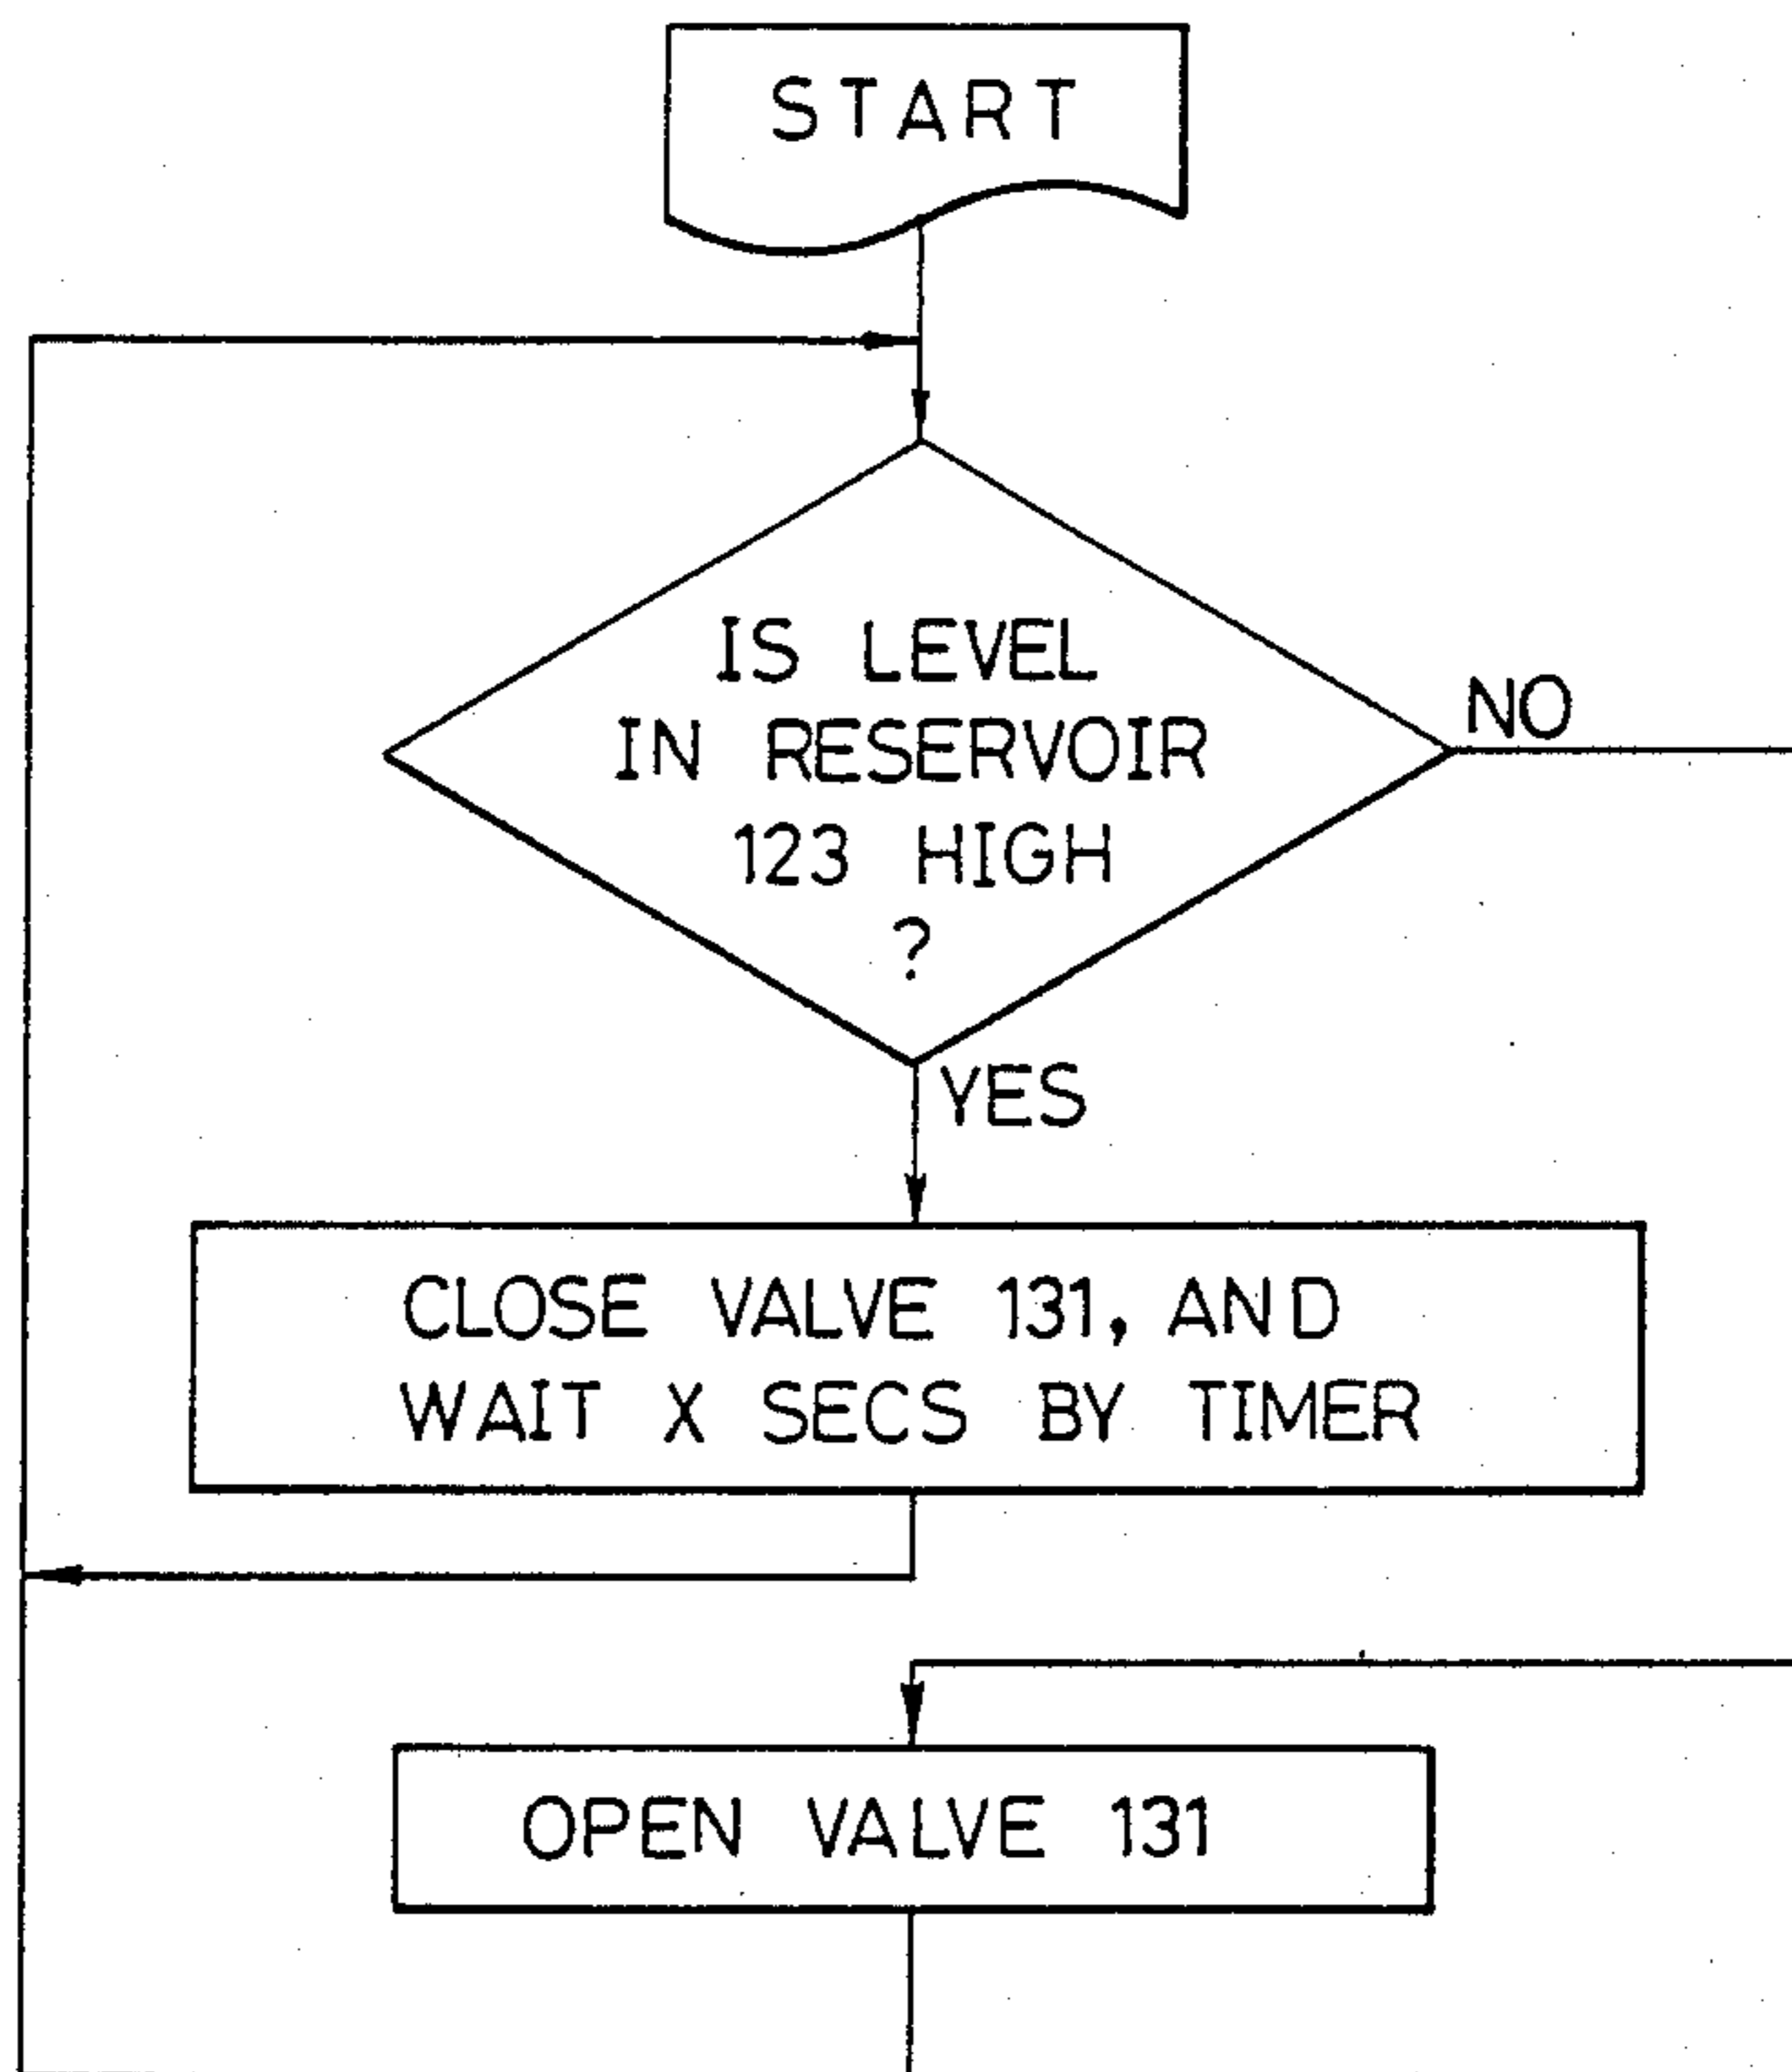 START
IS LEVEL
IN RESERVOIR
123 HIGH
?
NO
YES
CLOSE VALVE 131, AND
WAIT X SECS BY TIMER
OPEN VALVE 131